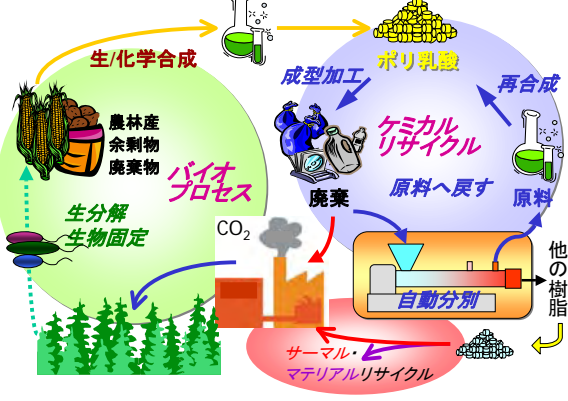 生/化学合成
ポリ乳酸
成型加工
再合成
農林産
余剰物
廃棄物
ケミカル
リサイクル
バイオ
プロセス
廃棄
原料へ戻す
原料
生分解
生物固定
CO2
自動分別
他の樹脂
サーマル・
マテリアルリサイクル